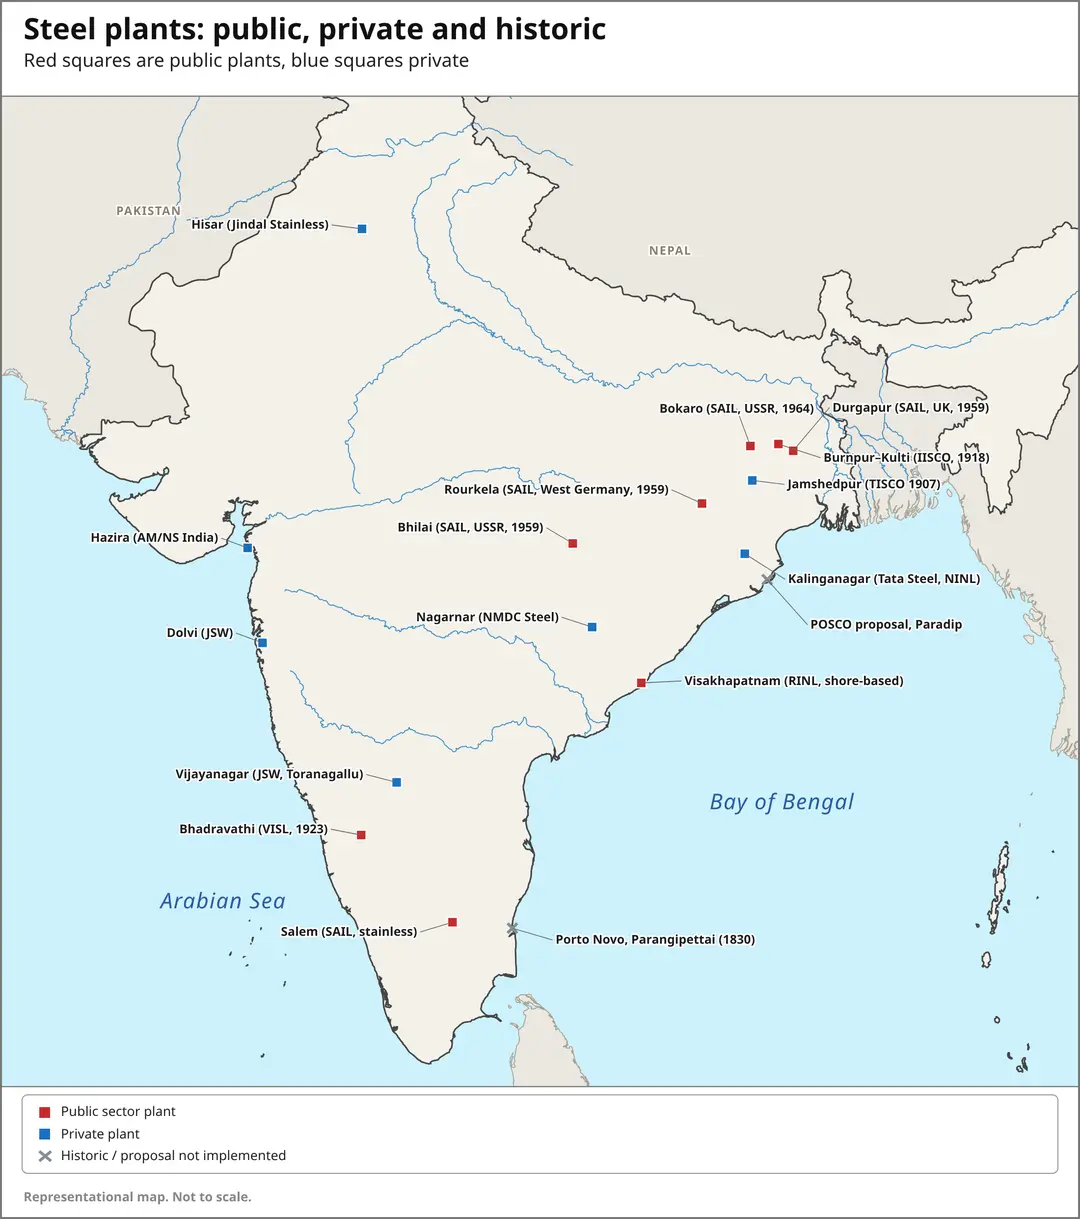 Steel plants: public, private and historic
Red squares are public plants, blue squares private
PAKISTAN
Hisar (Jindal Stainless)
NEPAL
Bokaro (SAIL, USSR, 1964)
Durgapur (SAIL, UK, 1959)
Burnpur–Kulti (IISCO, 1918)
Jamshedpur (TISCO 1907)
Rourkela (SAIL, West Germany, 1959)
Bhilai (SAIL, USSR, 1959)
Hazira (AM/NS India)
Kalinganagar (Tata Steel, NINL)
Nagarnar (NMDC Steel)
POSCO proposal, Paradip
Dolvi (JSW)
Visakhapatnam (RINL, shore-based)
Vijayanagar (JSW, Toranagallu)
Bay of Bengal
Bhadravathi (VISL, 1923)
Arabian Sea
Salem (SAIL, stainless)
Porto Novo, Parangipettai (1830)
Public sector plant
Private plant
Historic / proposal not implemented
Representational map. Not to scale.